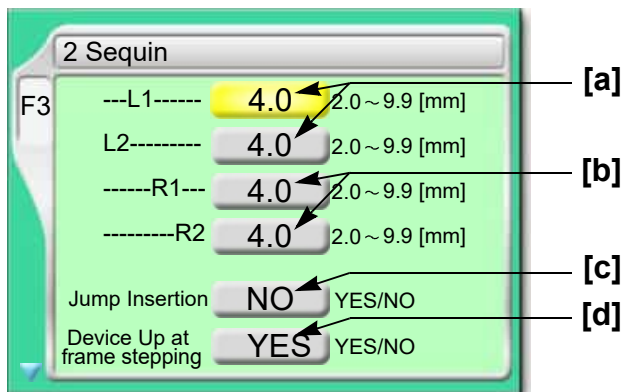 2 Sequin
[a]
F3
---L1------ 4.0 2.0～9.9 [mm]
L2--------- 4.0 2.0～9.9 [mm]
[b]
------R1--- 4.0 2.0～9.9 [mm]
---------R2 4.0 2.0～9.9 [mm]
[c]
Jump Insertion NO YES/NO
[d]
Device Up at
frame stepping YES YES/NO